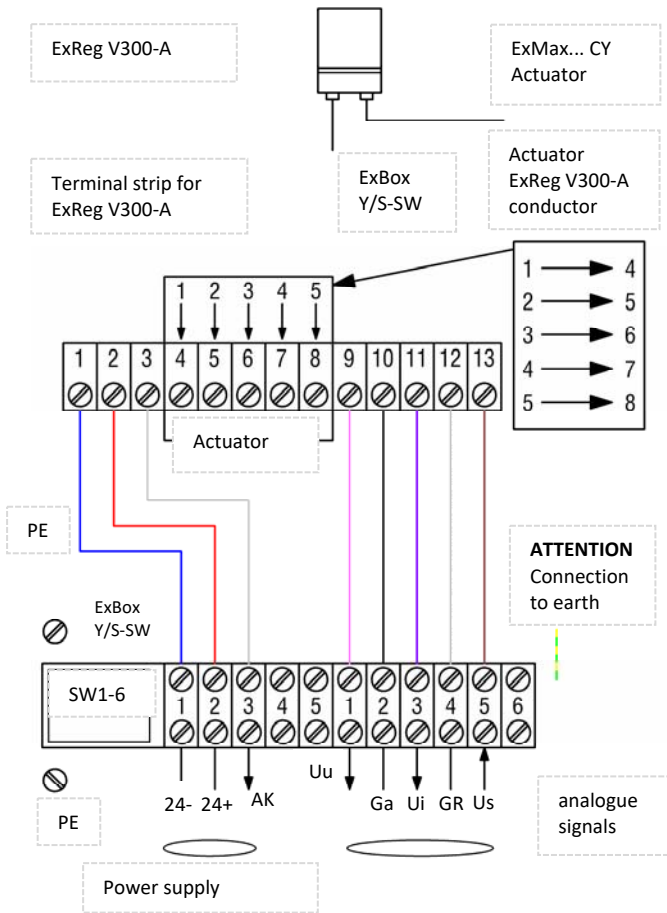 ExReg V300-A
ExMax... CY
Actuator
Terminal strip for
ExReg V300-A
ExBox
Y/S-SW
Actuator
ExReg V300-A
conductor
1 2 3 4 5
1 4
2 5
3 6
4 7
5 8
1 2 3 4 5 6 7 8 9 10 11 12 13
Actuator
PE
ATTENTION
Connection
to earth
ExBox
Y/S-SW
SW1-6
1 2 3 4 5 1 2 3 4 5 6
24- 24+ AK Uu Ga Ui GR Us
PE
analogue
signals
Power supply